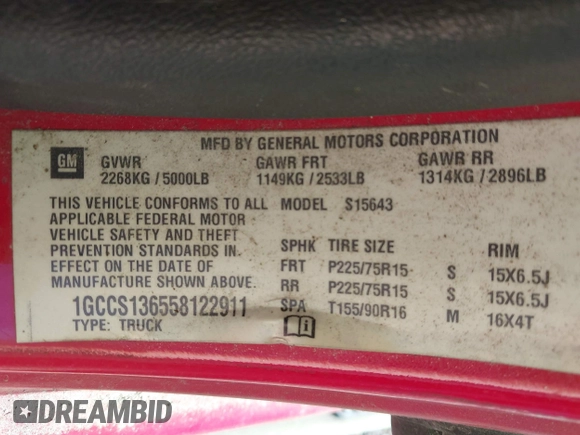 MFD BY GENERAL MOTORS CORPORATION
GM
GVWR GAWR FRT GAWR RR
2268KG / 5000LB 1149KG / 2533LB 1314KG / 2896LB
THIS VEHICLE CONFORMS TO ALL MODEL S15643
APPLICABLE FEDERAL MOTOR
VEHICLE SAFETY AND THEFT
PREVENTION STANDARDS IN SPHK TIRE SIZE RIM
EFFECT ON THE DATE OF FRT P225/75R15 S 15X6.5J
MANUFACTURE SHOWN ABOVE. RR P225/75R15 S 15X6.5J
1GCCS136558122911 SPA T155/90R16 M 16X4T
TYPE: TRUCK
DREAMBID